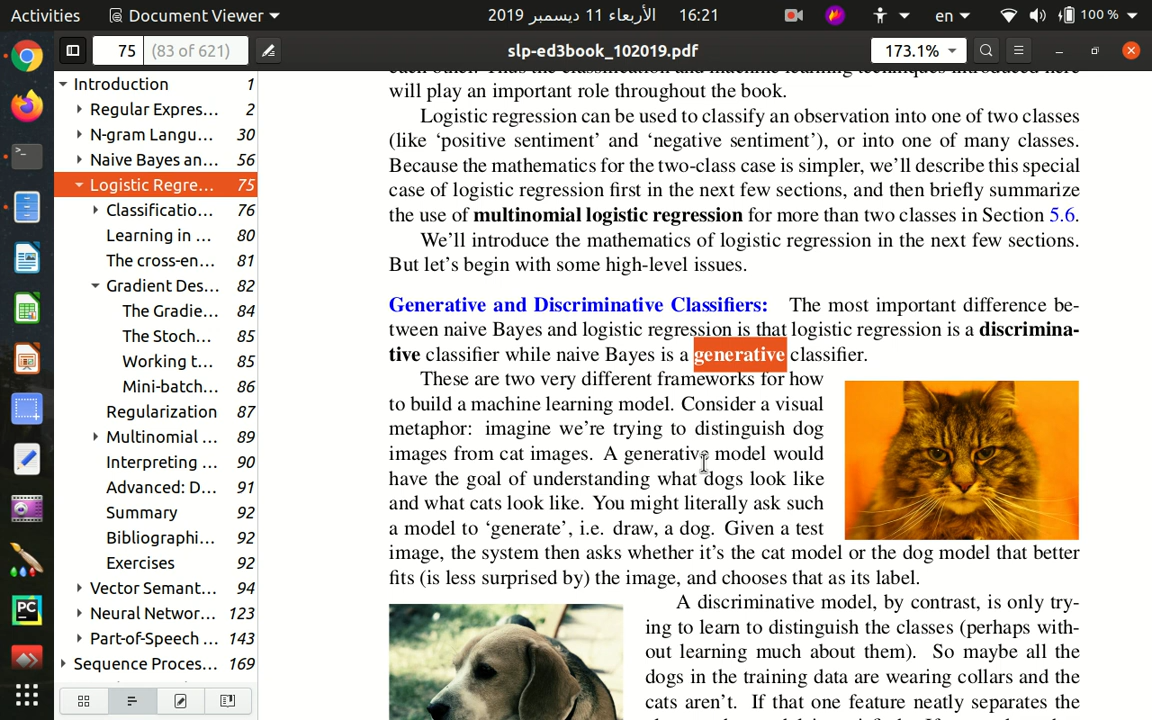 Activities
Document Viewer
الأربعاء 11 ديسمبر 2019 16:21
en
100 %
75
(83 of 621)
slp-ed3book_102019.pdf
173.1%
Introduction 1
Regular Expres... 2
N-gram Langu... 30
Naive Bayes an... 56
Logistic Regre... 75
Classificatio... 76
Learning in ... 80
The cross-en... 81
Gradient Des... 82
The Gradie... 84
The Stoch... 85
Working t... 85
Mini-batch... 86
Regularization 87
Multinomial ... 89
Interpreting ... 90
Advanced: D... 91
Summary 92
Bibliographi... 92
Exercises 92
Vector Semant... 94
Neural Networ... 123
Part-of-Speech ... 143
Sequence Proces... 169
will play an important role throughout the book.
Logistic regression can be used to classify an observation into one of two classes
(like ‘positive sentiment’ and ‘negative sentiment’), or into one of many classes.
Because the mathematics for the two-class case is simpler, we’ll describe this special
case of logistic regression first in the next few sections, and then briefly summarize
the use of multinomial logistic regression for more than two classes in Section 5.6.
We’ll introduce the mathematics of logistic regression in the next few sections.
But let’s begin with some high-level issues.
Generative and Discriminative Classifiers: The most important difference be-
tween naive Bayes and logistic regression is that logistic regression is a discrimina-
tive classifier while naive Bayes is a generative classifier.
These are two very different frameworks for how
to build a machine learning model. Consider a visual
metaphor: imagine we’re trying to distinguish dog
images from cat images. A generative model would
have the goal of understanding what dogs look like
and what cats look like. You might literally ask such
a model to ‘generate’, i.e. draw, a dog. Given a test
image, the system then asks whether it’s the cat model or the dog model that better
fits (is less surprised by) the image, and chooses that as its label.
A discriminative model, by contrast, is only try-
ing to learn to distinguish the classes (perhaps with-
out learning much about them). So maybe all the
dogs in the training data are wearing collars and the
cats aren’t. If that one feature neatly separates the